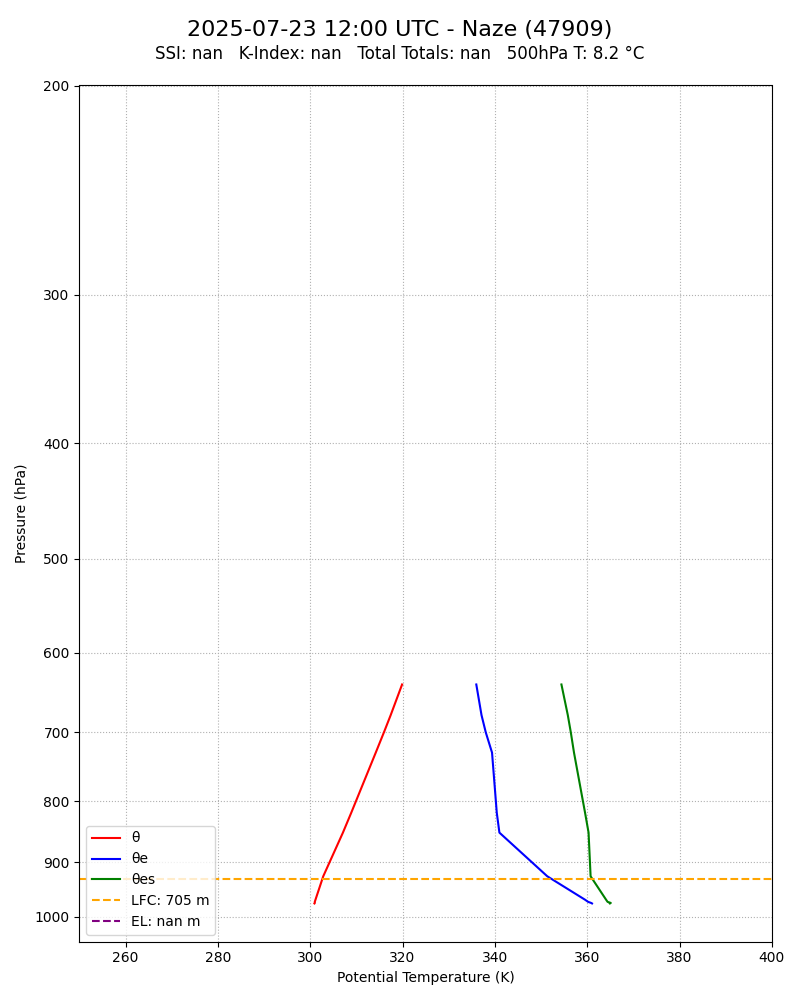 2025-07-23 12:00 UTC - Naze (47909)
SSI: nan   K-Index: nan   Total Totals: nan   500hPa T: 8.2 °C
200
300
400
500
600
700
800
900
1000
Pressure (hPa)
θ
θe
θes
LFC: 705 m
EL: nan m
260 280 300 320 340 360 380 400
Potential Temperature (K)